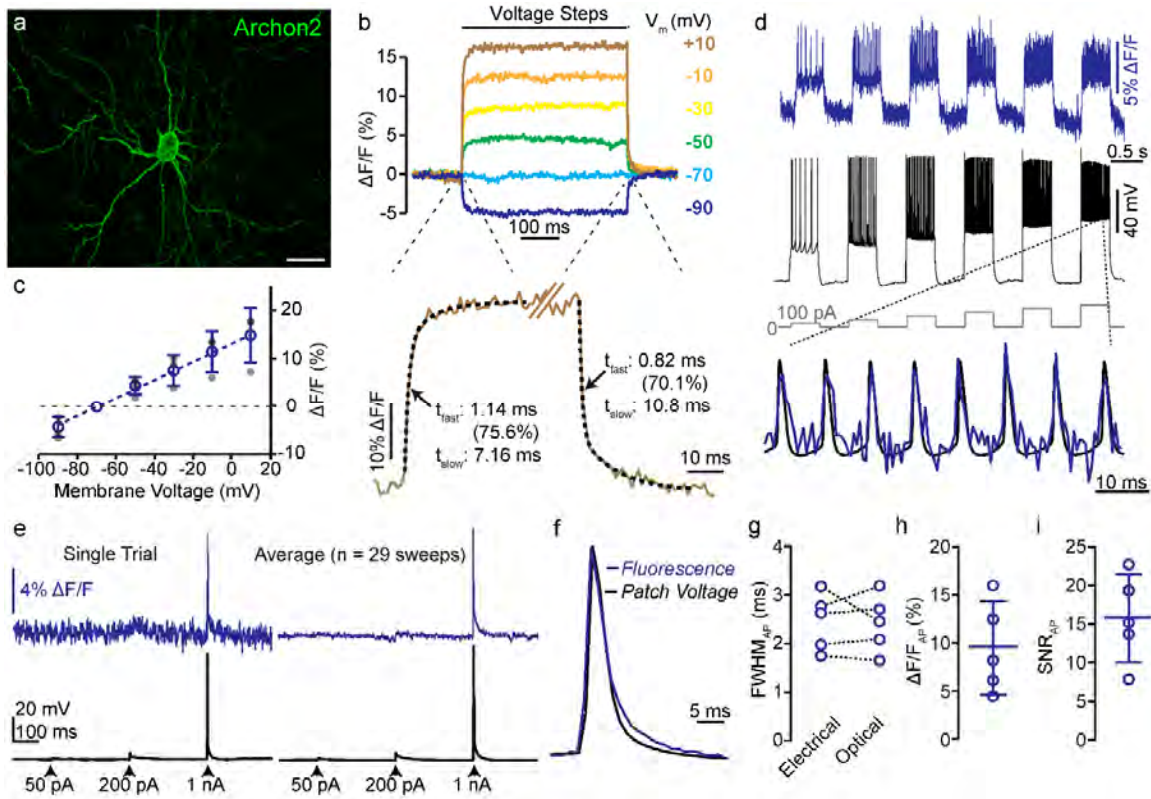 a
Archon2
b
Voltage Steps
Vm (mV)
ΔF/F (%)
15
10
5
0
-5
+10
-10
-30
-50
-70
-90
100 ms
10% ΔF/F
tfast: 1.14 ms
(75.6%)
tslow: 7.16 ms
tfast: 0.82 ms
(70.1%)
tslow: 10.8 ms
10 ms
c
20
10
0
-10
ΔF/F (%)
-100 -80 -60 -40 -20 0 20
Membrane Voltage (mV)
d
5% ΔF/F
0.5 s
40 mV
100 pA
0
10 ms
e
Single Trial
Average (n = 29 sweeps)
4% ΔF/F
20 mV
100 ms
50 pA 200 pA 1 nA
50 pA 200 pA 1 nA
f
Fluorescence
Patch Voltage
5 ms
g
FWHMAP (ms)
4
3
2
1
0
Electrical
Optical
h
ΔF/FAP (%)
20
15
10
5
0
i
SNRAP
25
20
15
10
5
0